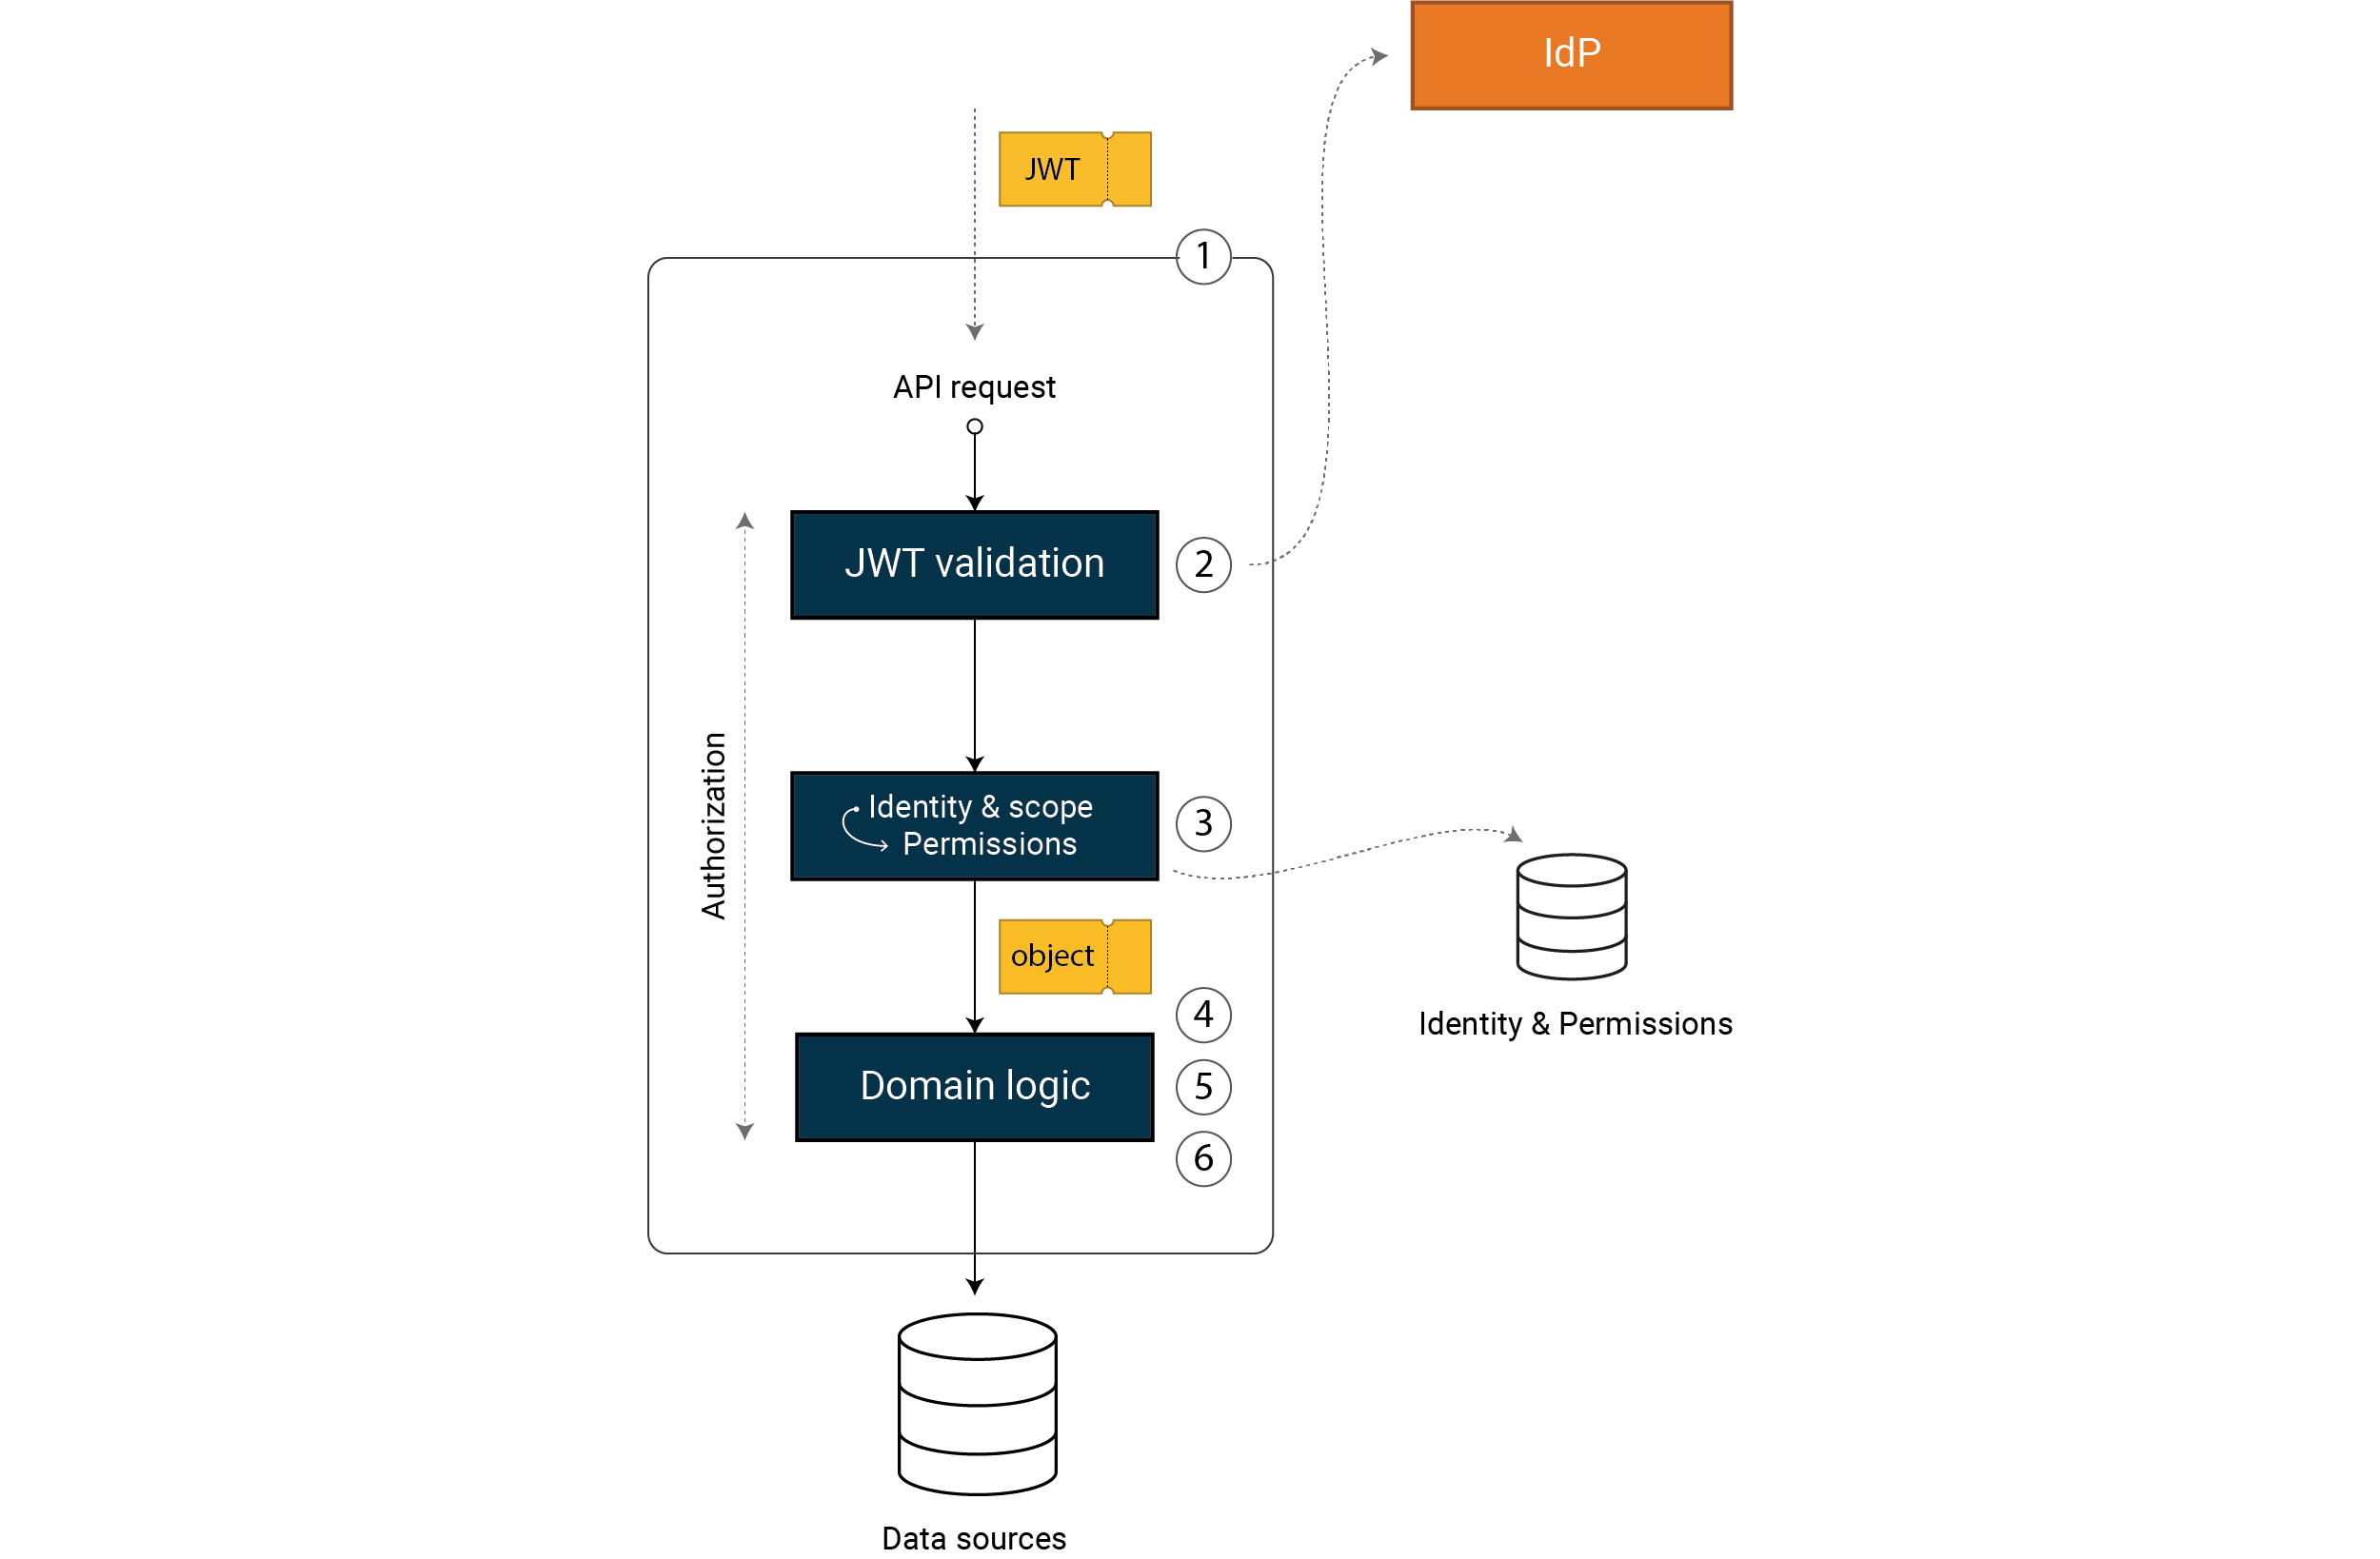 IdP
JWT
1
API request
JWT validation
2
Authorization
Identity & scope
Permissions
3
object
Identity & Permissions
4
Domain logic
5
6
Data sources